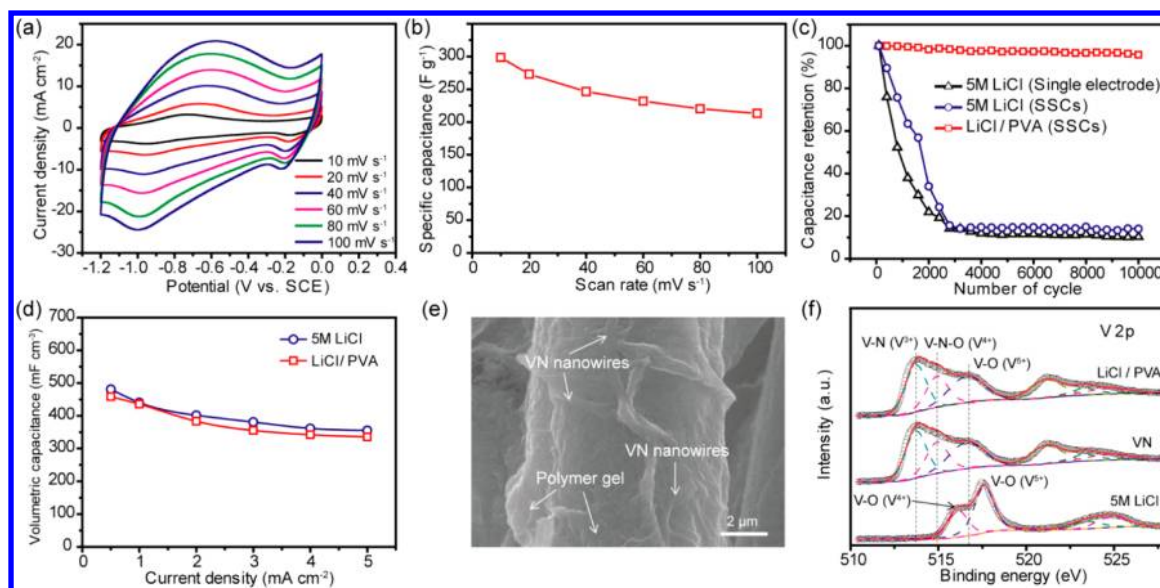 (a)
Current density (mA cm⁻²)
20
10
0
-10
-20
-30
10 mV s⁻¹
20 mV s⁻¹
40 mV s⁻¹
60 mV s⁻¹
80 mV s⁻¹
100 mV s⁻¹
-1.2 -0.9 -0.6 -0.3 0.0 0.2 0.4
Potential (V vs. SCE)
(b)
Specific capacitance (F g⁻¹)
350
300
250
200
150
100
50
0
0 20 40 60 80 100
Scan rate (mV s⁻¹)
(c)
Capacitance retention (%)
100
80
60
40
20
0
5M LiCl (Single electrode)
5M LiCl (SSCs)
LiCl / PVA (SSCs)
0 2000 4000 6000 8000 10000
Number of cycle
(d)
Volumetric capacitance (mF cm⁻³)
700
600
500
400
300
200
100
0
5M LiCl
LiCl/ PVA
0 1 2 3 4 5
Current density (mA cm⁻²)
(e)
VN nanowires
VN nanowires
Polymer gel
2 μm
(f)
Intensity (a.u.)
V 2p
V-N (V³⁺)
V-N-O (V⁴⁺)
V-O (V⁵⁺)
LiCl / PVA
VN
V-O (V⁵⁺)
V-O (V⁴⁺)
5M LiCl
510 515 520 525
Binding energy (eV)